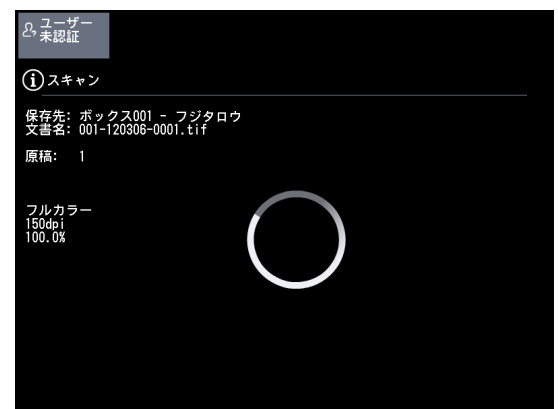 ユーザー
未認証
スキャン
保存先: ボックス001 - フジタロウ
文書名: 001-120306-0001.tif
原稿: 1
フルカラー
150dpi
100.0%